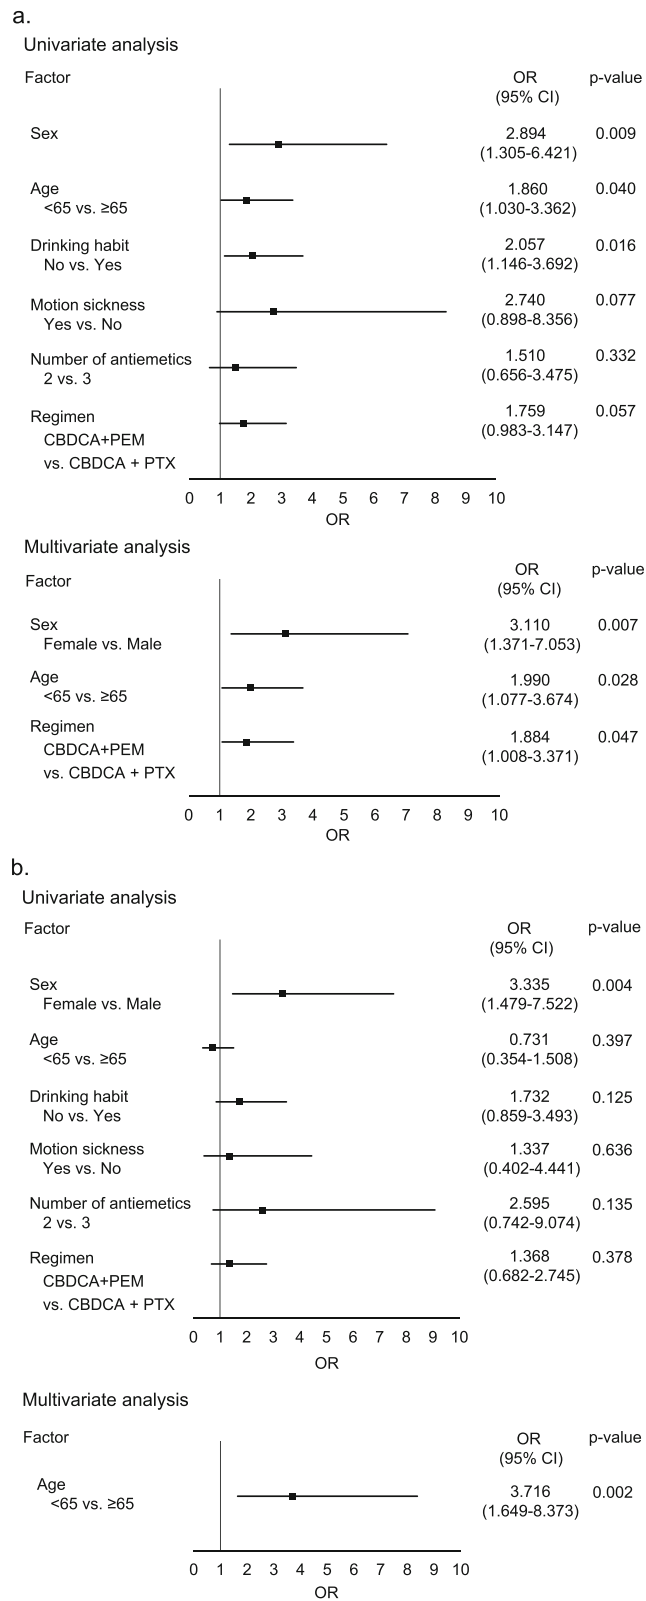 a.
Univariate analysis
Factor OR p-value
(95% CI)
Sex 2.894 0.009
(1.305-6.421)
Age 1.860 0.040
<65 vs. ≥65 (1.030-3.362)
Drinking habit 2.057 0.016
No vs. Yes (1.146-3.692)
Motion sickness 2.740 0.077
Yes vs. No (0.898-8.356)
Number of antiemetics 1.510 0.332
2 vs. 3 (0.656-3.475)
Regimen 1.759 0.057
CBDCA+PEM (0.983-3.147)
vs. CBDCA + PTX
0 1 2 3 4 5 6 7 8 9 10
OR
Multivariate analysis
Factor OR p-value
(95% CI)
Sex 3.110 0.007
Female vs. Male (1.371-7.053)
Age 1.990 0.028
<65 vs. ≥65 (1.077-3.674)
Regimen 1.884 0.047
CBDCA+PEM (1.008-3.371)
vs. CBDCA + PTX
0 1 2 3 4 5 6 7 8 9 10
OR
b.
Univariate analysis
Factor OR p-value
(95% CI)
Sex 3.335 0.004
Female vs. Male (1.479-7.522)
Age 0.731 0.397
<65 vs. ≥65 (0.354-1.508)
Drinking habit 1.732 0.125
No vs. Yes (0.859-3.493)
Motion sickness 1.337 0.636
Yes vs. No (0.402-4.441)
Number of antiemetics 2.595 0.135
2 vs. 3 (0.742-9.074)
Regimen 1.368 0.378
CBDCA+PEM (0.682-2.745)
vs. CBDCA + PTX
0 1 2 3 4 5 6 7 8 9 10
OR
Multivariate analysis
Factor OR p-value
(95% CI)
Age 3.716 0.002
<65 vs. ≥65 (1.649-8.373)
0 1 2 3 4 5 6 7 8 9 10
OR